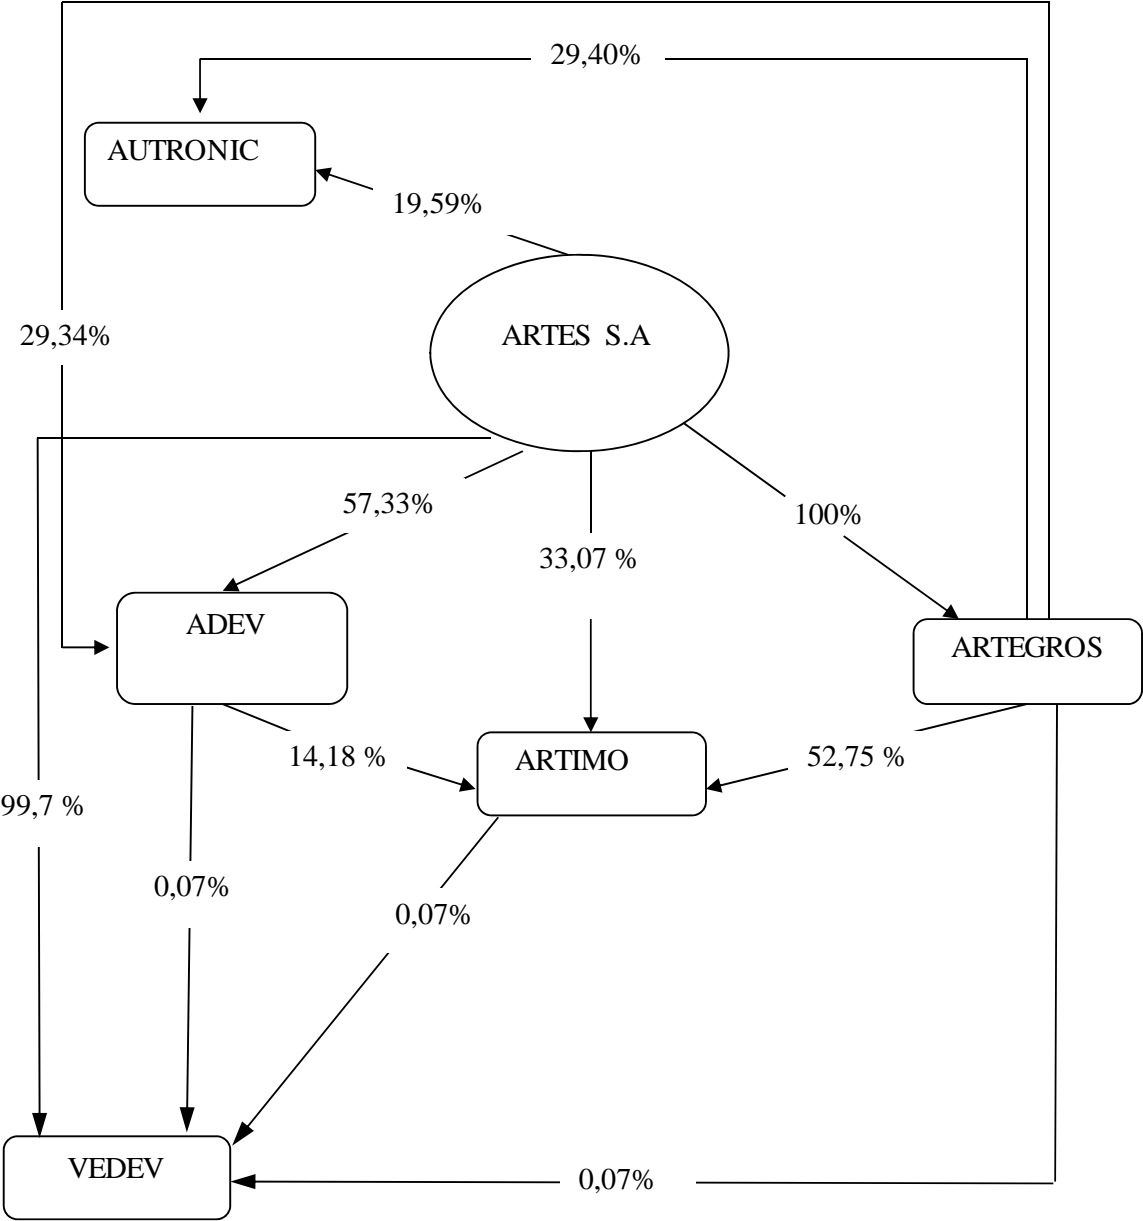 29,40%
AUTRONIC
19,59%
29,34%
ARTES S.A
57,33%
100%
33,07 %
ADEV
ARTEGROS
14,18 %
ARTIMO
52,75 %
99,7 %
0,07%
0,07%
VEDEV
0,07%